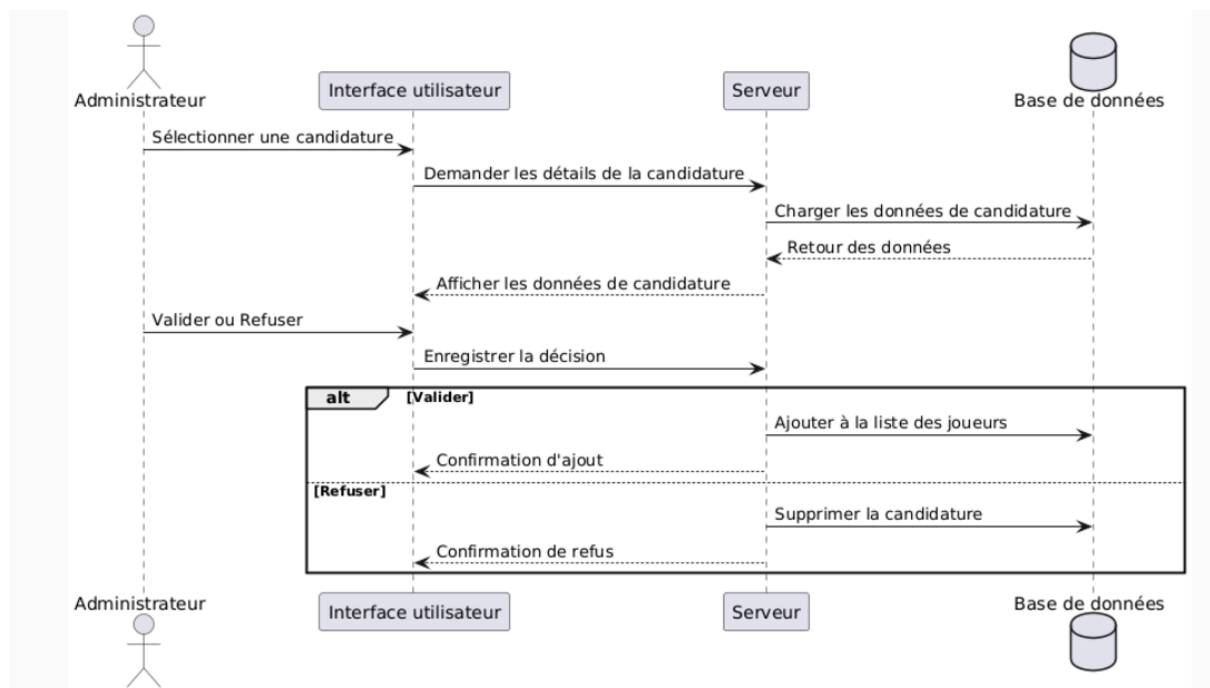 Administrateur
Interface utilisateur
Serveur
Base de données
Sélectionner une candidature
Demander les détails de la candidature
Charger les données de candidature
Retour des données
Afficher les données de candidature
Valider ou Refuser
Enregistrer la décision
alt [Valider]
Ajouter à la liste des joueurs
Confirmation d'ajout
[Refuser]
Supprimer la candidature
Confirmation de refus
Administrateur
Interface utilisateur
Serveur
Base de données